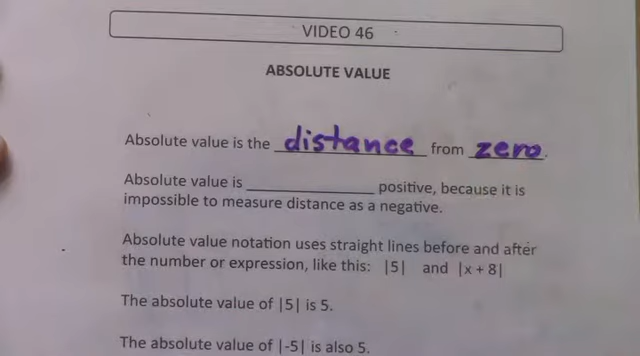 VIDEO 46
ABSOLUTE VALUE
Absolute value is the distance from zero.
Absolute value is ____________ positive, because it is
impossible to measure distance as a negative.
Absolute value notation uses straight lines before and after
the number or expression, like this: |5| and |x + 8|
The absolute value of |5| is 5.
The absolute value of |-5| is also 5.